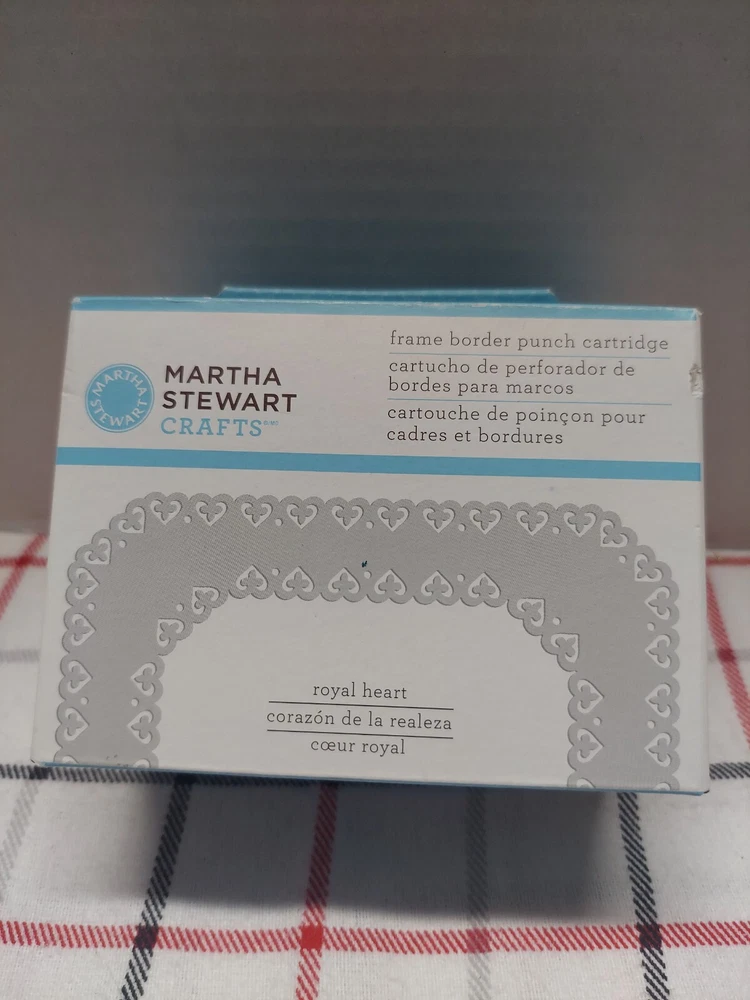 MARTHA
STEWART
MARTHA
STEWART
CRAFTS
frame border punch cartridge
cartucho de perforador de
bordes para marcos
cartouche de poinçon pour
cadres et bordures
royal heart
corazón de la realeza
cœur royal